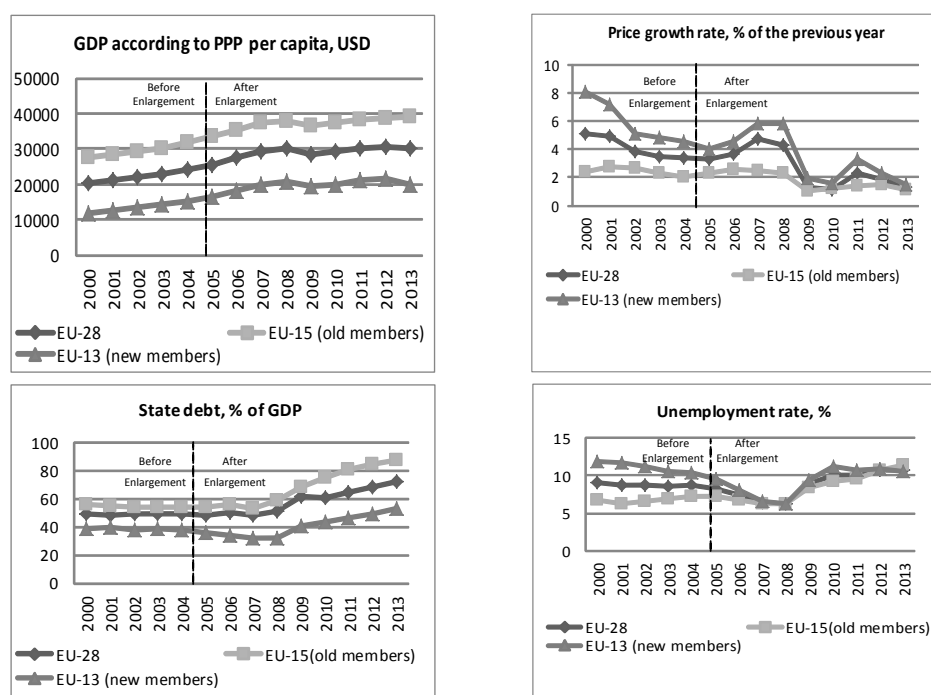 GDP according to PPP per capita, USD
50000
40000
30000
20000
10000
0
Before
Enlargement
After
Enlargement
2000
2001
2002
2003
2004
2005
2006
2007
2008
2009
2010
2011
2012
2013
EU-28
EU-15 (old members)
EU-13 (new members)
Price growth rate, % of the previous year
10
8
6
4
2
0
Before
Enlargement
After
Enlargement
2000
2001
2002
2003
2004
2005
2006
2007
2008
2009
2010
2011
2012
2013
EU-28
EU-15 (old members)
EU-13 (new members)
State debt, % of GDP
100
80
60
40
20
0
Before
Enlargement
After
Enlargement
2000
2001
2002
2003
2004
2005
2006
2007
2008
2009
2010
2011
2012
2013
EU-28
EU-15(old members)
EU-13 (new members)
Unemployment rate, %
15
10
5
0
Before
Enlargement
After
Enlargement
2000
2001
2002
2003
2004
2005
2006
2007
2008
2009
2010
2011
2012
2013
EU-28
EU-15(old members)
EU-13 (new members)